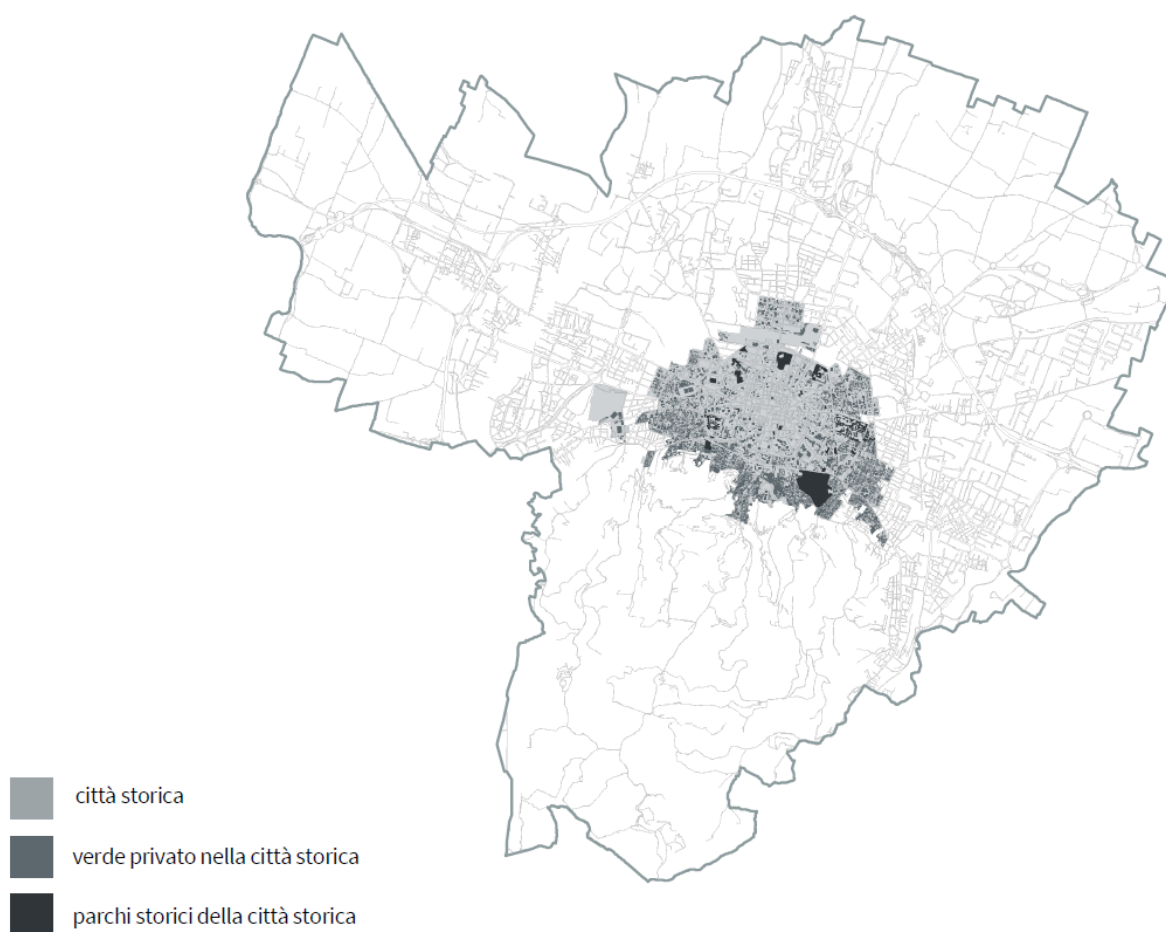 città storica
verde privato nella città storica
parchi storici della città storica